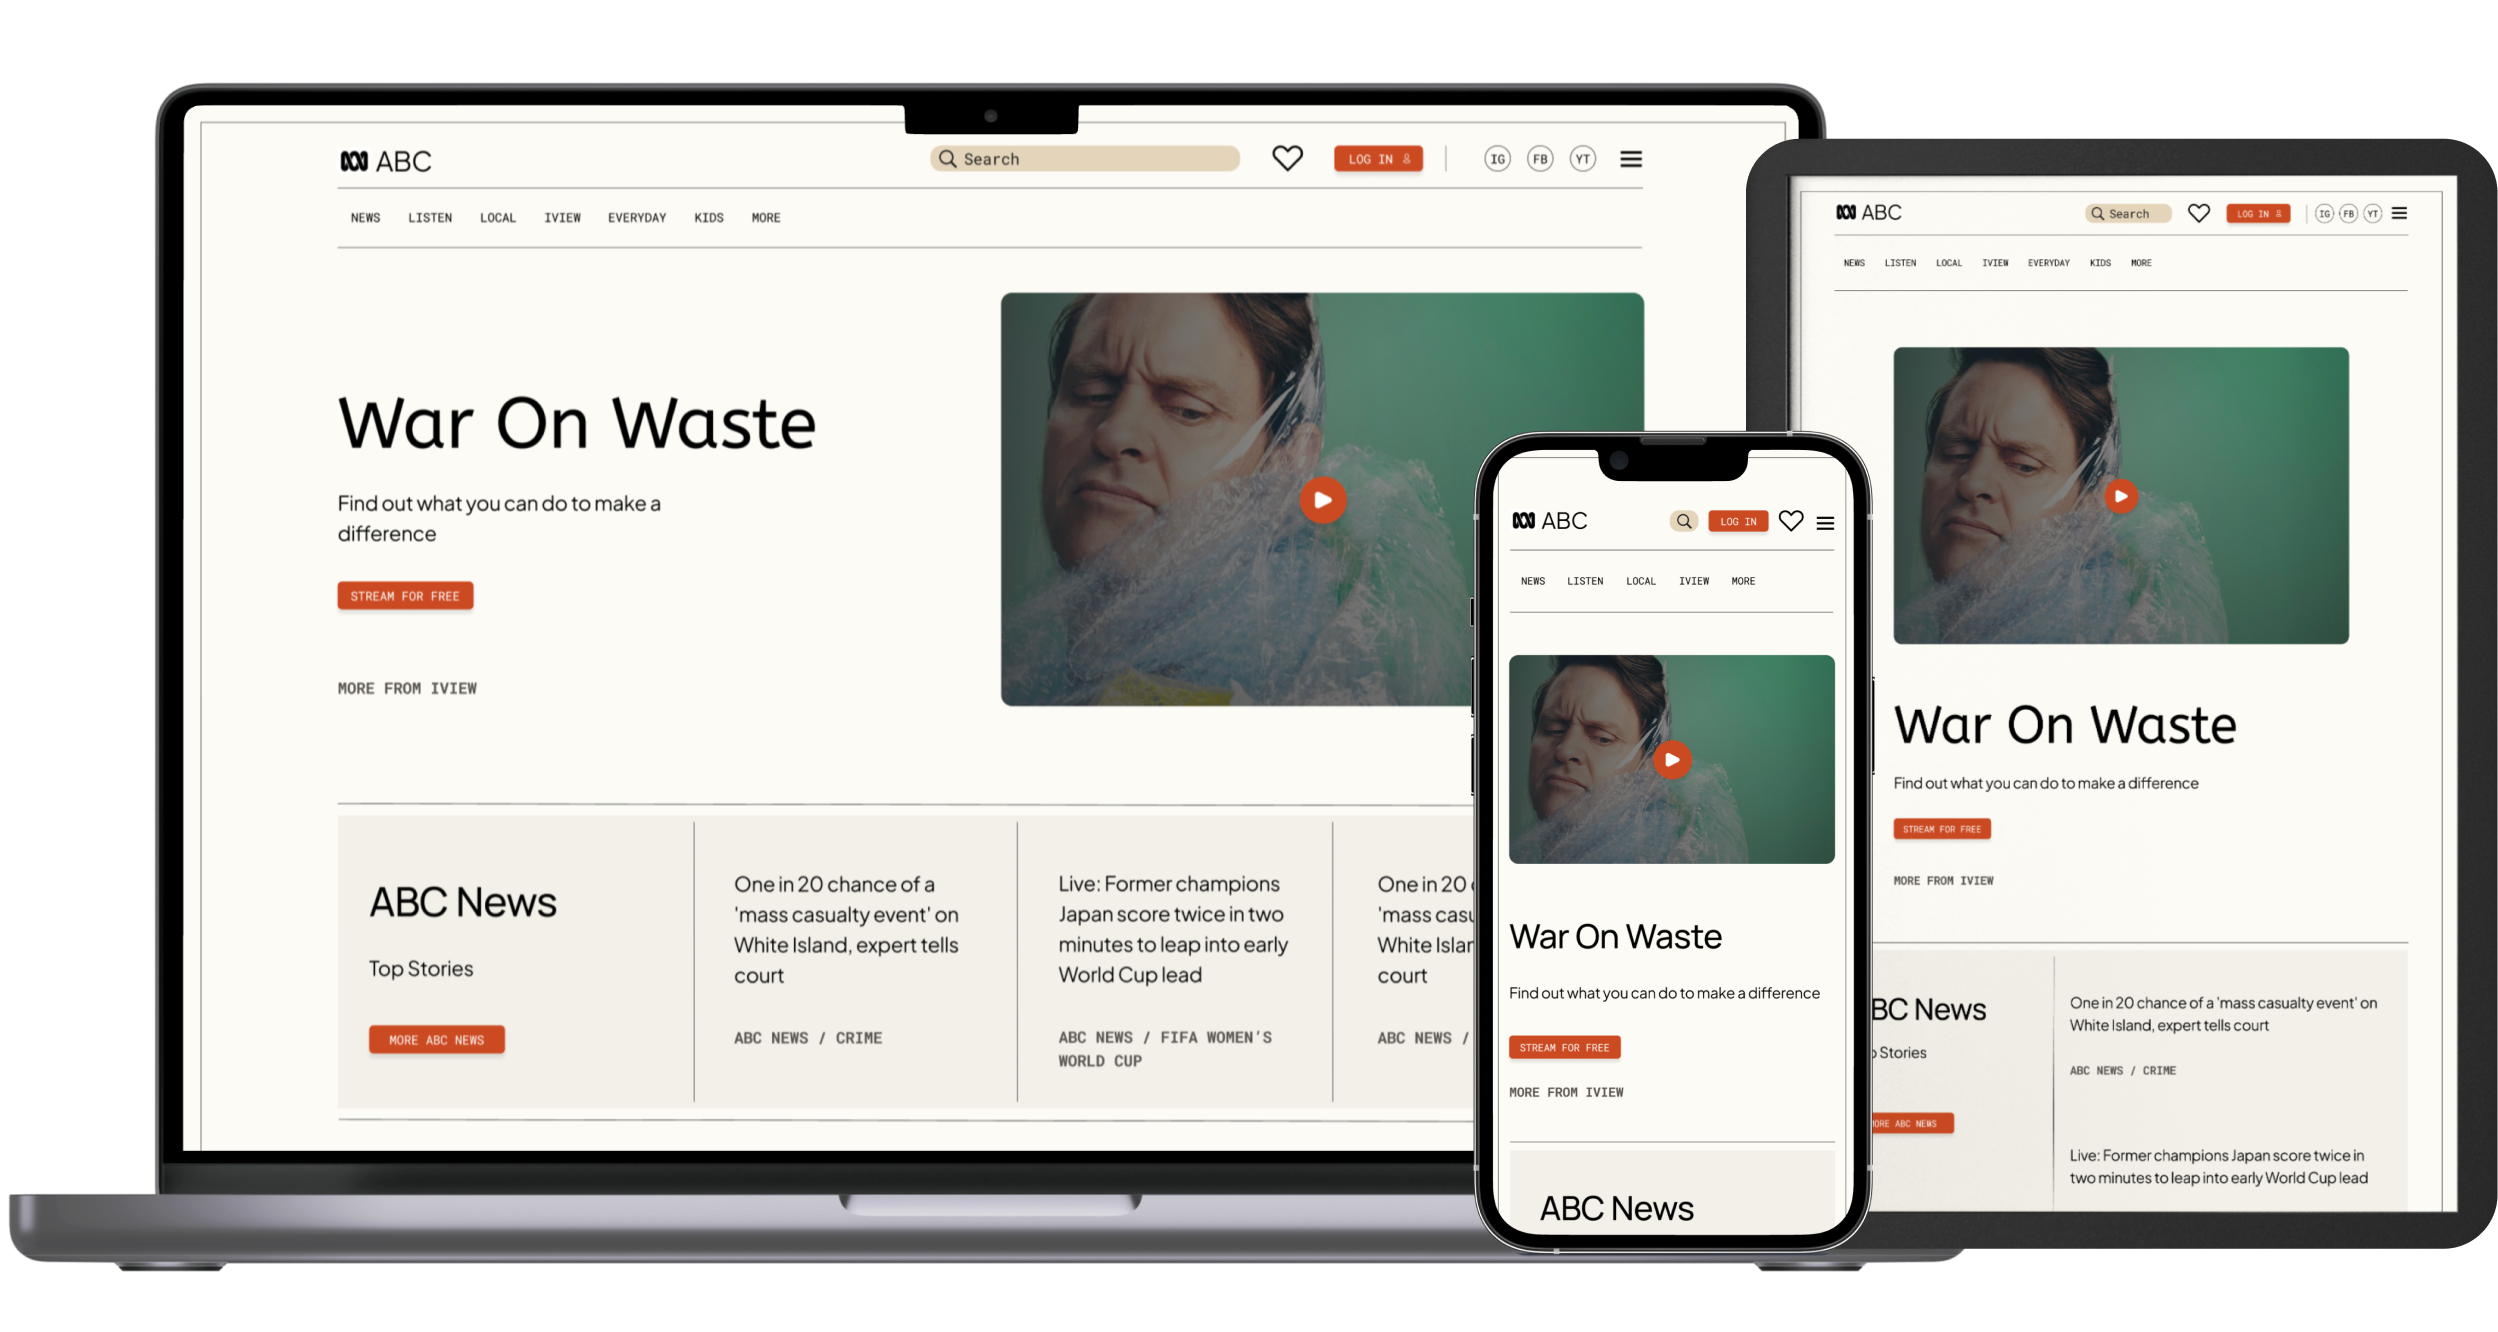 ABC
Search
LOG IN
IG
FB
YT
NEWS LISTEN LOCAL IVIEW EVERYDAY KIDS MORE
War On Waste
Find out what you can do to make a
difference
STREAM FOR FREE
MORE FROM IVIEW
ABC News
Top Stories
MORE ABC NEWS
One in 20 chance of a
'mass casualty event' on
White Island, expert tells
court
ABC NEWS / CRIME
Live: Former champions
Japan score twice in two
minutes to leap into early
World Cup lead
ABC NEWS / FIFA WOMEN'S
WORLD CUP
One in 20
'mass casu
White Islan
court
ABC NEWS /
ABC
LOG IN
NEWS LISTEN LOCAL IVIEW MORE
War On Waste
Find out what you can do to make a difference
STREAM FOR FREE
MORE FROM IVIEW
ABC News
ABC
Search
LOG IN
IG
FB
YT
NEWS LISTEN LOCAL IVIEW EVERYDAY KIDS MORE
War On Waste
Find out what you can do to make a difference
STREAM FOR FREE
MORE FROM IVIEW
BC News
Stories
ORE ABC NEWS
One in 20 chance of a 'mass casualty event' on
White Island, expert tells court
ABC NEWS / CRIME
Live: Former champions Japan score twice in
two minutes to leap into early World Cup lead